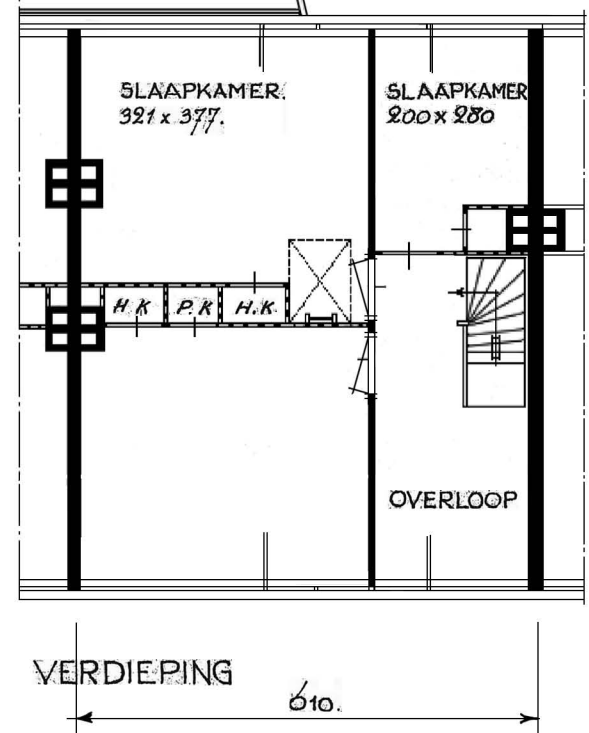 SLAAPKAMER.
321 x 377.
SLAAPKAMER
200 x 280
H.K
P.K
H.K
OVERLOOP
VERDIEPING
610.